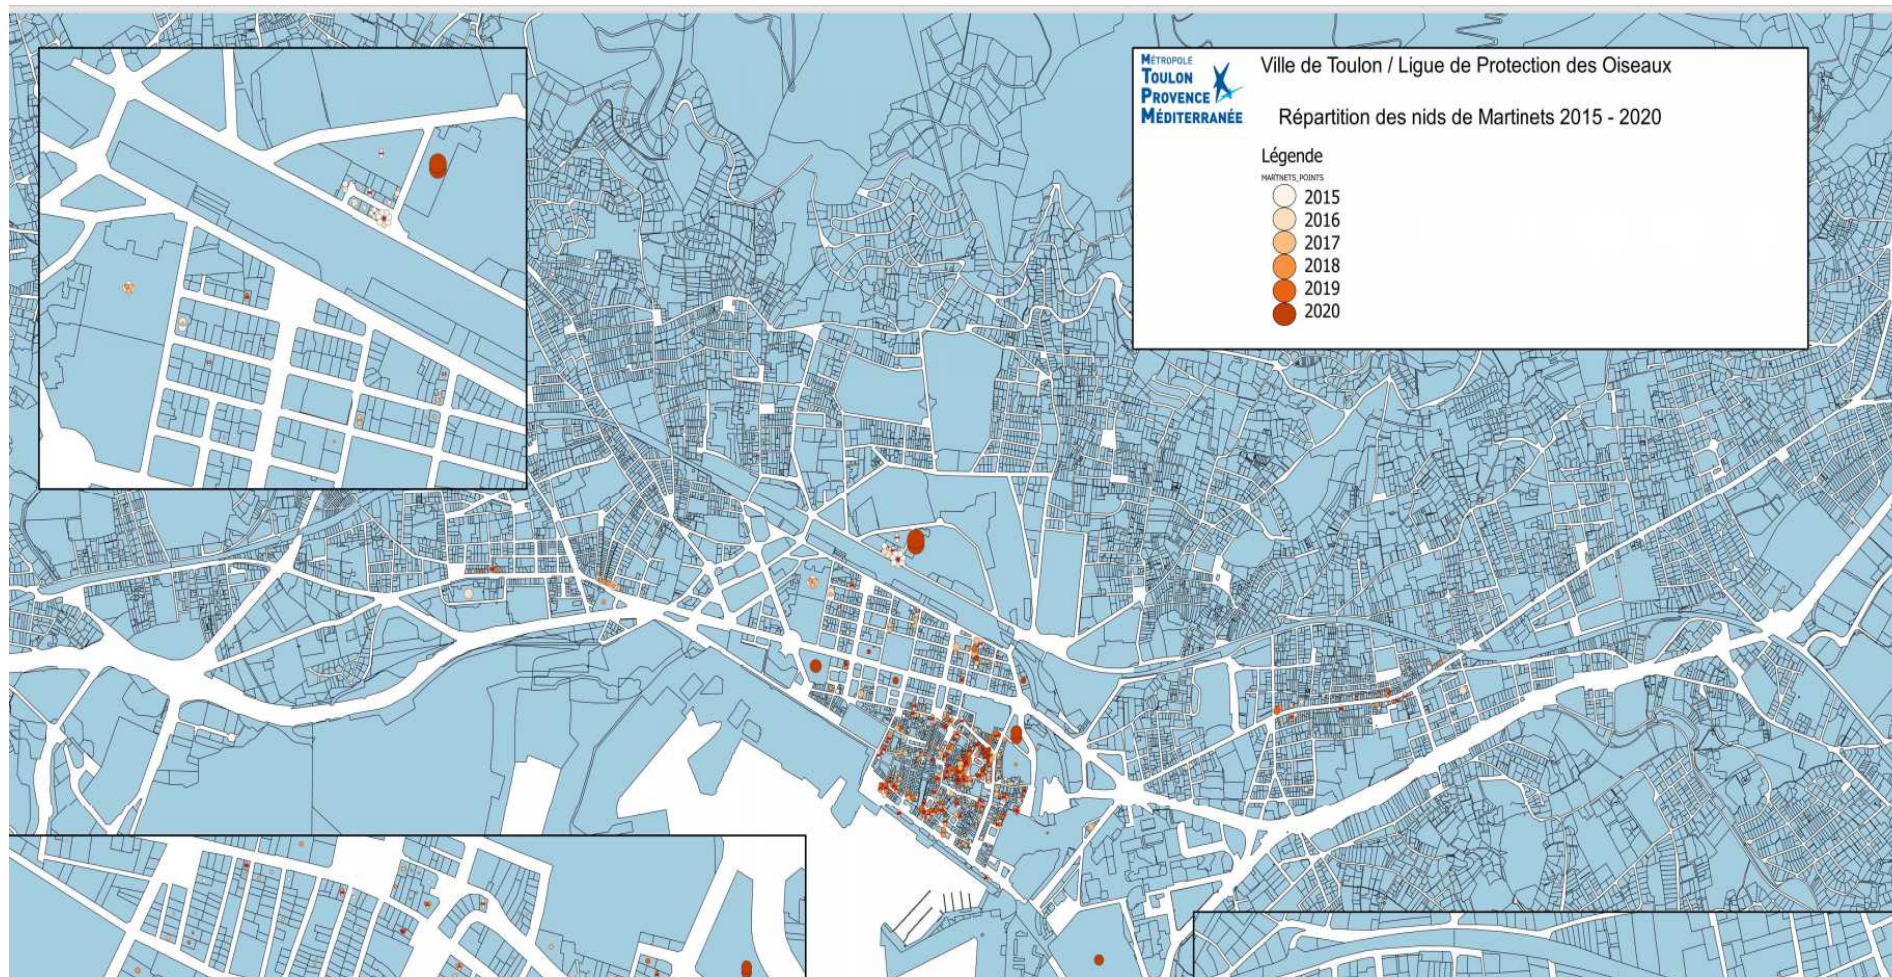 MÉTROPOLE
TOULON
PROVENCE
MÉDITERRANÉE
Ville de Toulon / Ligue de Protection des Oiseaux
Répartition des nids de Martinets 2015 - 2020
Légende
MARTNETS_POINTS
2015
2016
2017
2018
2019
2020